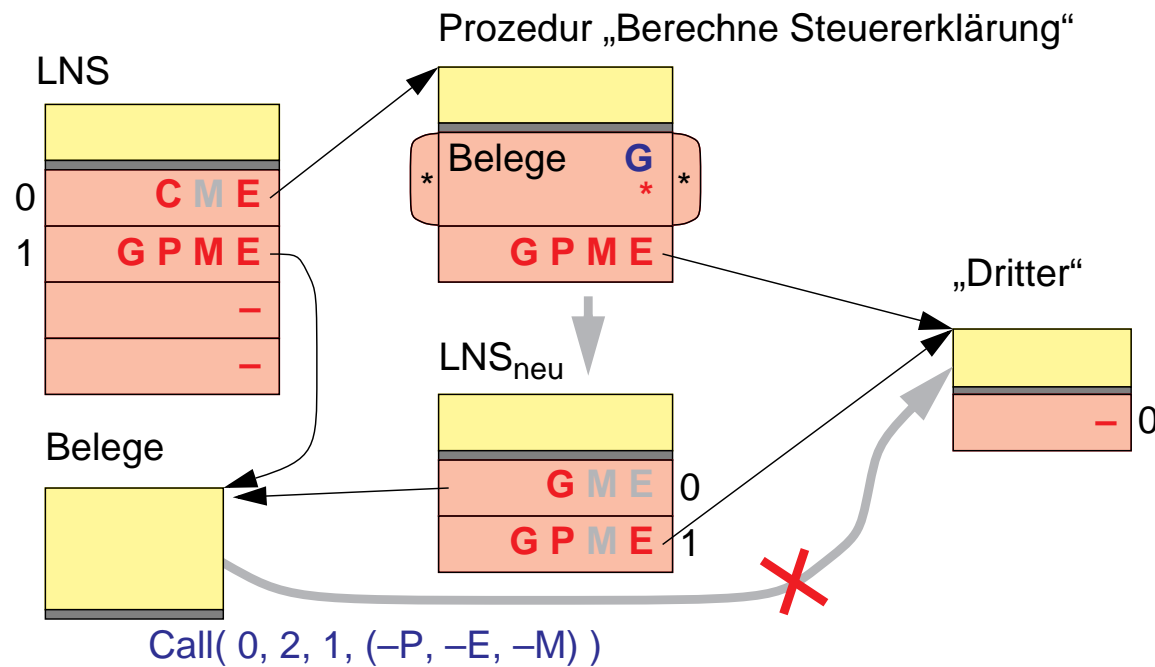 Prozedur „Berechne Steuererklärung“
LNS
Belege G
* * *
0 C M E
1 G P M E
G P M E
–
–
„Dritter“
LNS neu
– 0
Belege
G M E 0
G P M E 1
Call( 0, 2, 1, (–P, –E, –M) )